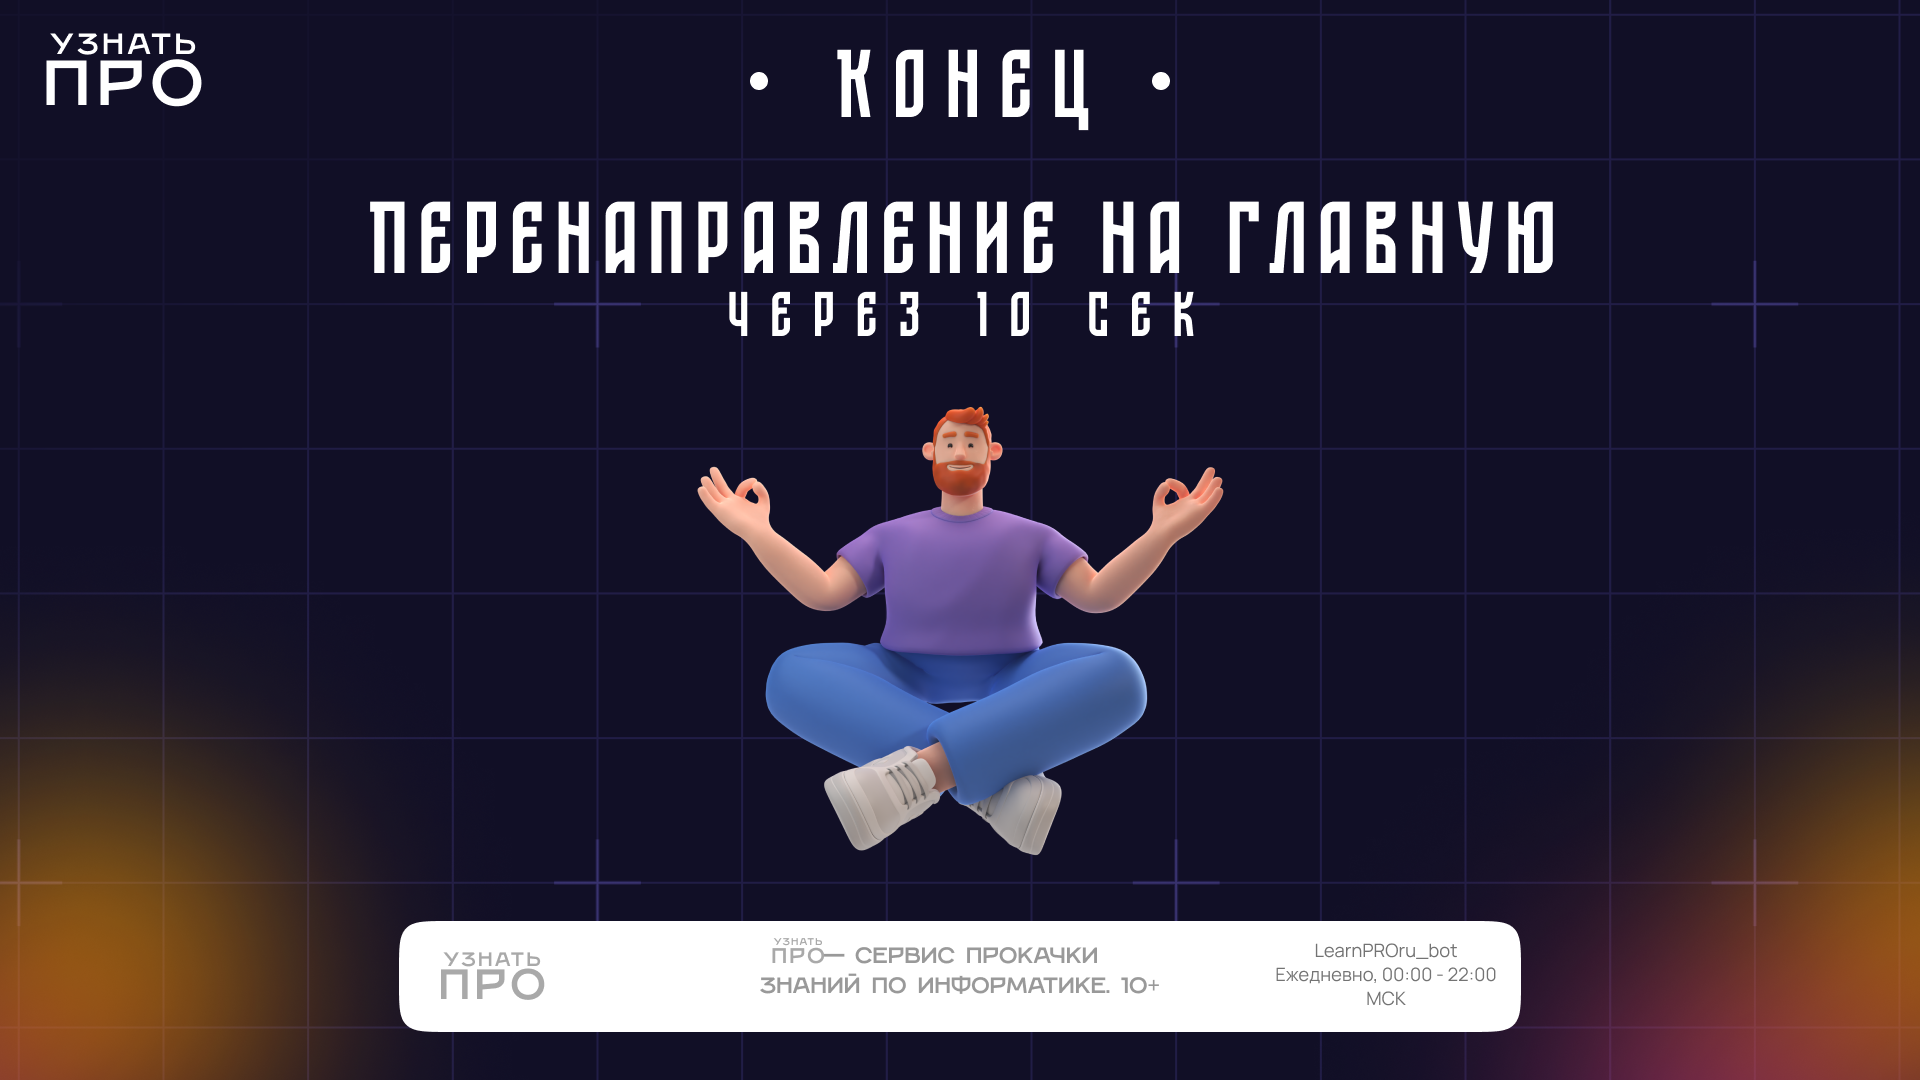 УЗНАТЬ
ПРО
• КОНЕЦ •
ПЕРЕНАПРАВЛЕНИЕ НА ГЛАВНУЮ
ЧЕРЕЗ 10 СЕК
УЗНАТЬ
ПРО
УЗНАТЬ
ПРО— СЕРВИС ПРОКАЧКИ
ЗНАНИЙ ПО ИНФОРМАТИКЕ. 10+
LearnPROru_bot
Ежедневно, 00:00 - 22:00
МСК